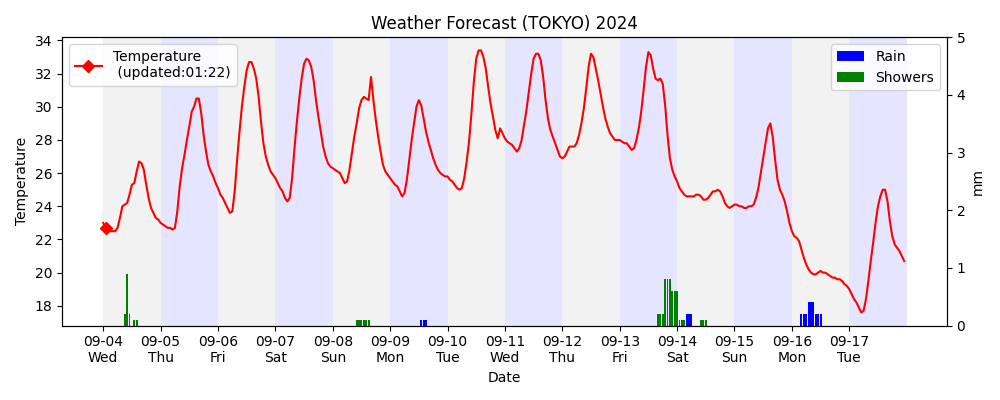 Weather Forecast (TOKYO) 2024
Temperature
(updated:01:22)
Rain
Showers
Temperature
34
32
30
28
26
24
22
20
18
5
4
3
2
1
0
mm
09-04 09-05 09-06 09-07 09-08 09-09 09-10 09-11 09-12 09-13 09-14 09-15 09-16 09-17
Wed Thu Fri Sat Sun Mon Tue Wed Thu Fri Sat Sun Mon Tue
Date